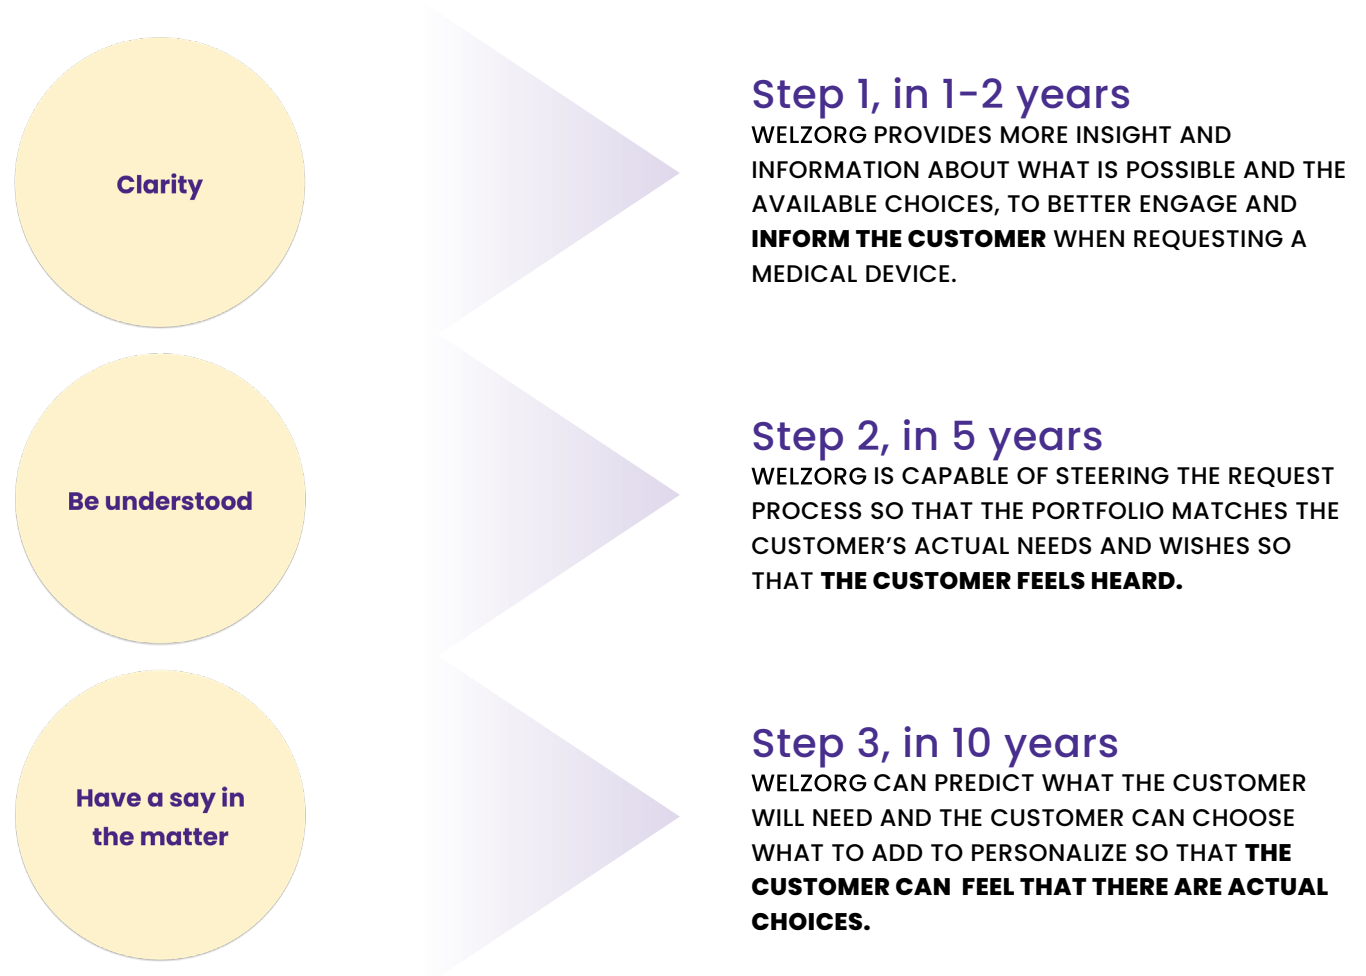 Clarity
Step 1, in 1-2 years
WELZORG PROVIDES MORE INSIGHT AND
INFORMATION ABOUT WHAT IS POSSIBLE AND THE
AVAILABLE CHOICES, TO BETTER ENGAGE AND
INFORM THE CUSTOMER WHEN REQUESTING A
MEDICAL DEVICE.
Be understood
Step 2, in 5 years
WELZORG IS CAPABLE OF STEERING THE REQUEST
PROCESS SO THAT THE PORTFOLIO MATCHES THE
CUSTOMER’S ACTUAL NEEDS AND WISHES SO
THAT THE CUSTOMER FEELS HEARD.
Have a say in
the matter
Step 3, in 10 years
WELZORG CAN PREDICT WHAT THE CUSTOMER
WILL NEED AND THE CUSTOMER CAN CHOOSE
WHAT TO ADD TO PERSONALIZE SO THAT THE
CUSTOMER CAN  FEEL THAT THERE ARE ACTUAL
CHOICES.